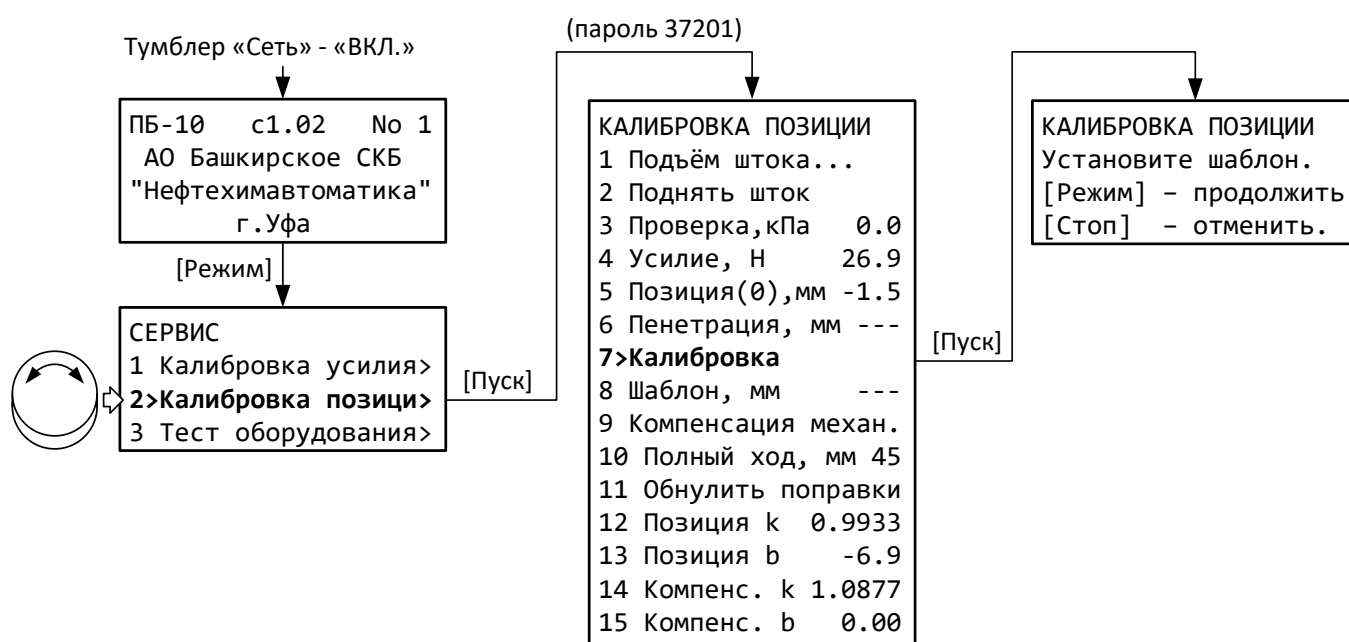 Тумблер «Сеть» - «ВКЛ.»
ПБ-10 с1.02 No 1
АО Башкирское СКБ
"Нефтехимавтоматика"
г.Уфа
[Режим]
СЕРВИС
1 Калибровка усилия>
2>Калибровка позици>
3 Тест оборудования>
[Пуск]
(пароль 37201)
КАЛИБРОВКА ПОЗИЦИИ
1 Подъём штока...
2 Поднять шток
3 Проверка,кПа 0.0
4 Усилие, Н 26.9
5 Позиция(0),мм -1.5
6 Пенетрация, мм ---
7>Калибровка
8 Шаблон, мм ---
9 Компенсация механ.
10 Полный ход, мм 45
11 Обнулить поправки
12 Позиция k 0.9933
13 Позиция b -6.9
14 Компенс. k 1.0877
15 Компенс. b 0.00
[Пуск]
КАЛИБРОВКА ПОЗИЦИИ
Установите шаблон.
[Режим] – продолжить
[Стоп] – отменить.